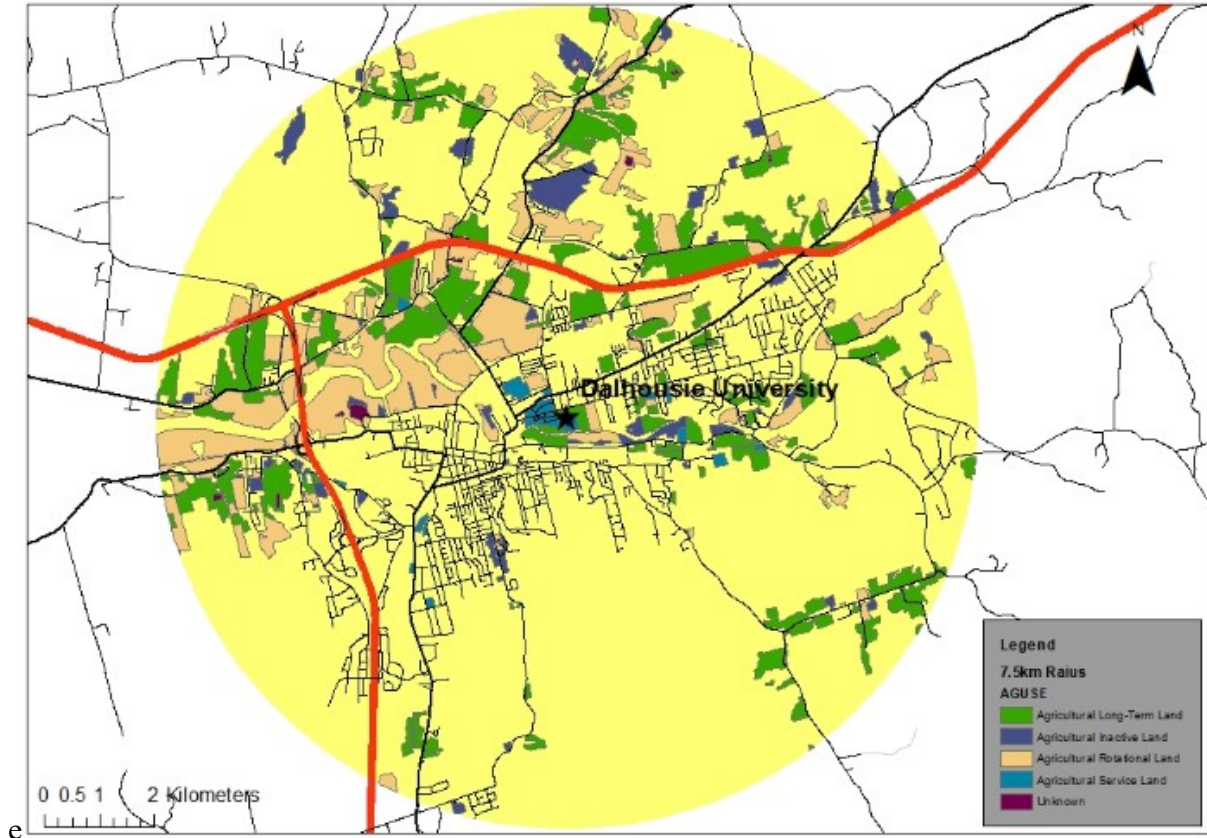 N
Dalhousie University
Legend
7.5km Raius
AGUSE
Agricultural Long-Term Land
Agricultural Inactive Land
Agricultural Rotational Land
Agricultural Service Land
Unknown
0 0.5 1 2 Kilometers
e